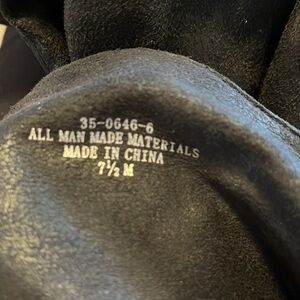 35-0646-6
ALL MAN MADE MATERIALS
MADE IN CHINA
7½ M